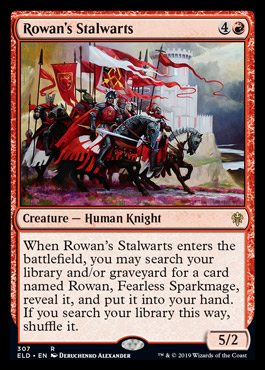 Rowan's Stalwarts 4
Creature — Human Knight
When Rowan's Stalwarts enters the
battlefield, you may search your
library and/or graveyard for a card
named Rowan, Fearless Sparkmage,
reveal it, and put it into your hand.
If you search your library this way,
shuffle it.
5/2
307 R
ELD • EN Deruchenko Alexander
™ & © 2019 Wizards of the Coast